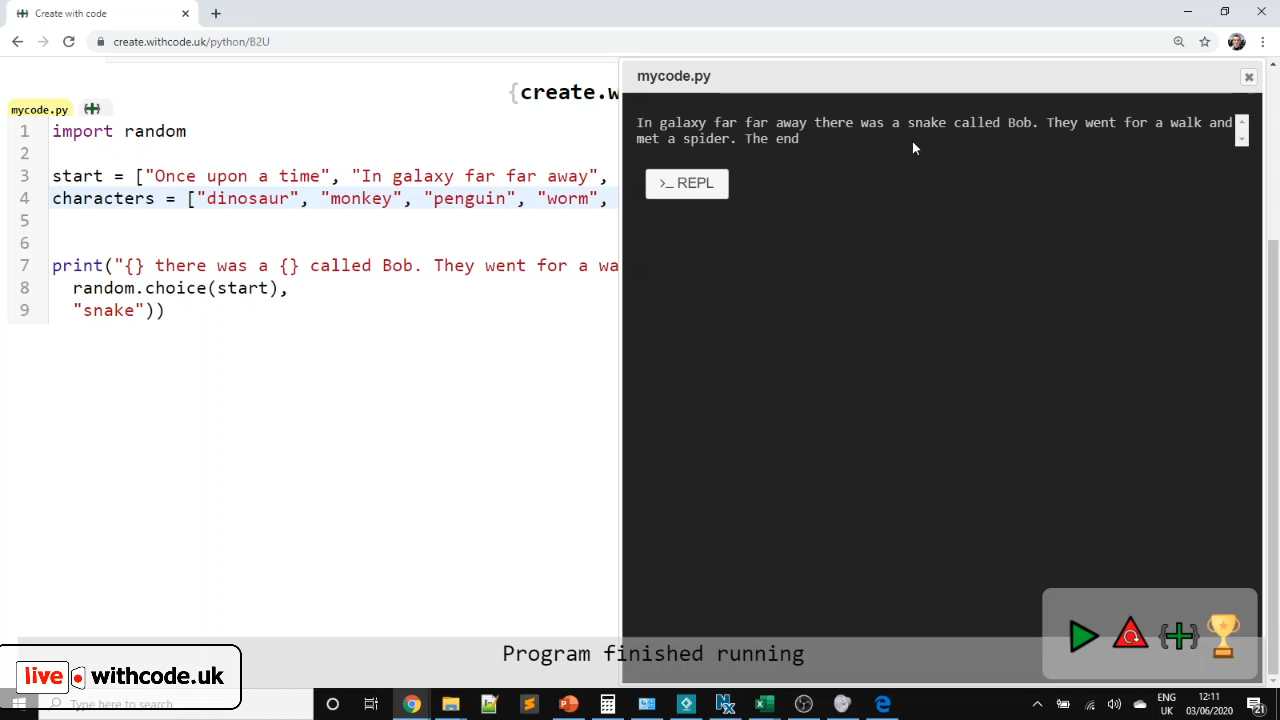 Create with code
create.withcode.uk/python/B2U
{create.w
mycode.py
1 import random
2
3 start = ["Once upon a time", "In galaxy far far away",
4 characters = ["dinosaur", "monkey", "penguin", "worm",
5
6
7 print("{} there was a {} called Bob. They went for a wa
8 random.choice(start),
9 "snake"))
mycode.py
In galaxy far far away there was a snake called Bob. They went for a walk and
met a spider. The end
>_ REPL
Program finished running
live withcode.uk
Type here to search
ENG
UK
12:11
03/06/2020
21